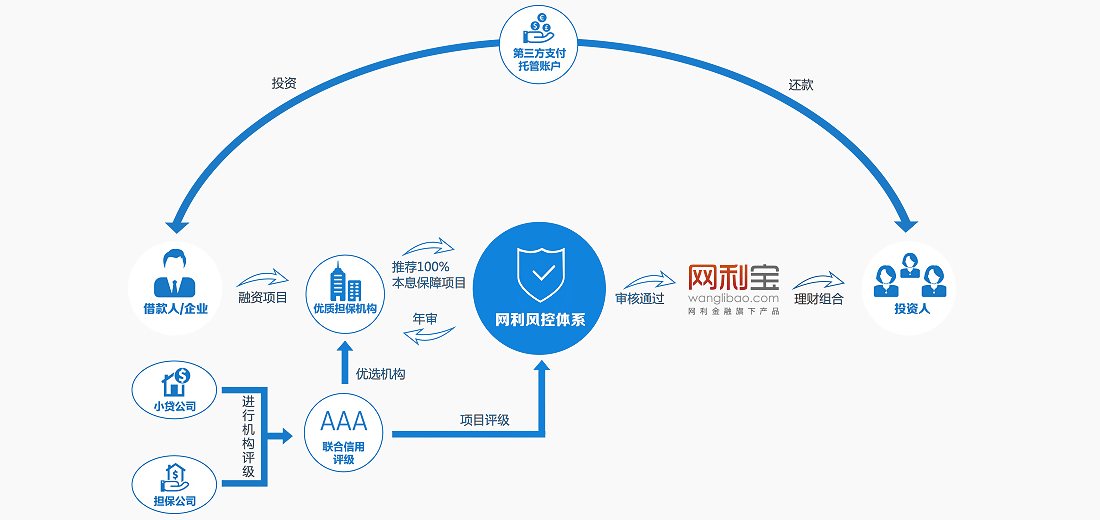 第三方支付
托管账户
投资
还款
借款人/企业
融资项目
优质担保机构
推荐100%
本息保障项目
年审
网利风控体系
审核通过
网利宝
wanglibao.com
网利金融旗下产品
理财组合
投资人
小贷公司
担保公司
进行机构评级
AAA
联合信用
评级
优选机构
项目评级